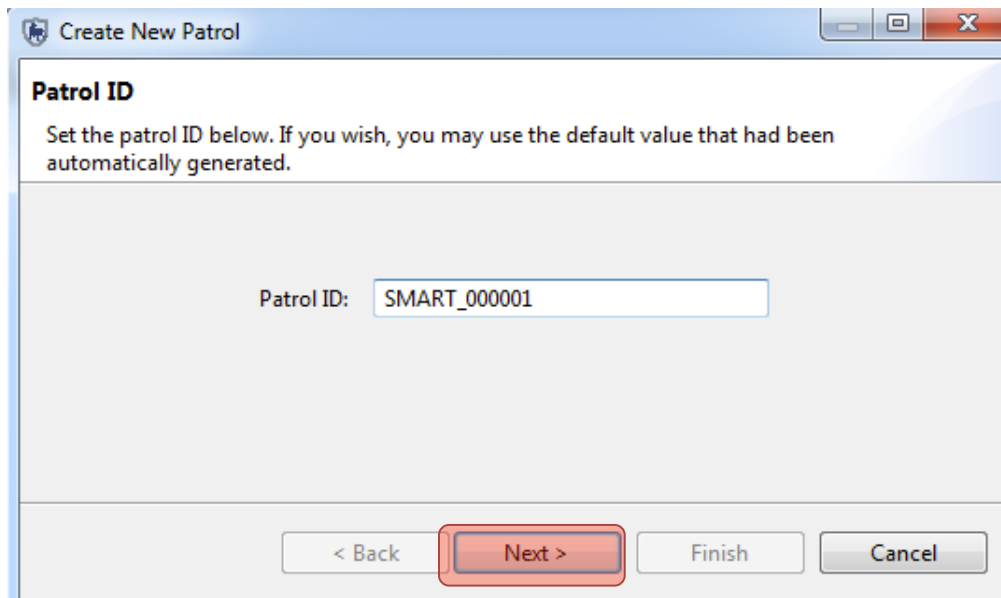 Create New Patrol
Patrol ID
Set the patrol ID below. If you wish, you may use the default value that had been
automatically generated.
Patrol ID: SMART_000001
< Back Next > Finish Cancel